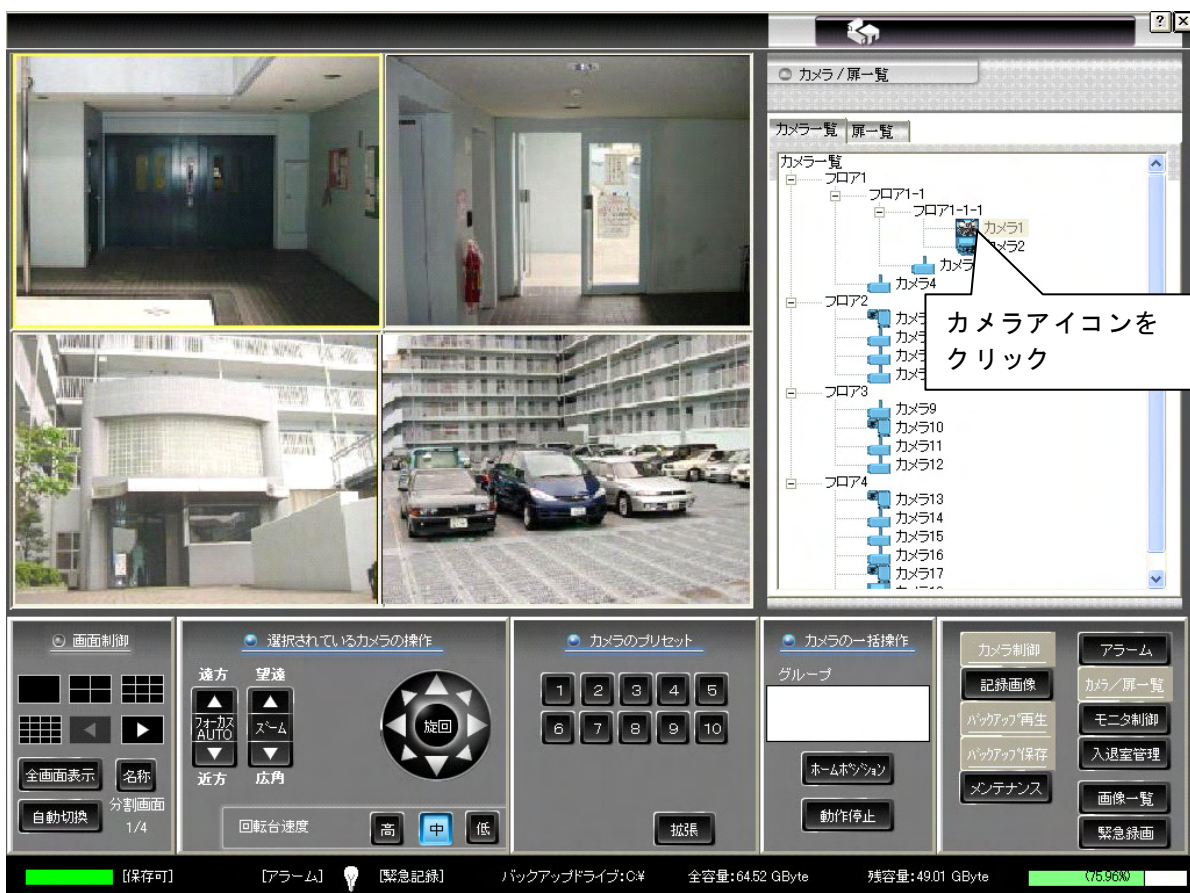 ? ×
カメラ/扉一覧
カメラ一覧 扉一覧
カメラ一覧
フロア1
フロア1-1
フロア1-1-1
カメラ1
カメラ2
カメラ
カメラ4
フロア2
カメラ
カメラ
カメラ
カメラ
カメラアイコンを
クリック
フロア3
カメラ9
カメラ10
カメラ11
カメラ12
フロア4
カメラ13
カメラ14
カメラ15
カメラ16
カメラ17
画面制御
全画面表示 名称
自動切換 分割画面
1/4
選択されているカメラの操作
遠方 望遠
フォーカス
AUTO
ズーム
旋回
近方 広角
回転台速度 高 中 低
カメラのプリセット
1 2 3 4 5
6 7 8 9 10
拡張
カメラの一括操作
グループ
ホームポジション
動作停止
カメラ制御 アラーム
記録画像 カメラ/扉一覧
バックアップ再生 モニタ制御
バックアップ保存 入退室管理
メンテナンス 画像一覧
緊急録画
[保存可] [アラーム] [緊急記録] バックアップドライブ:C:¥ 全容量:64.52 GByte 残容量:49.01 GByte (75.96%)